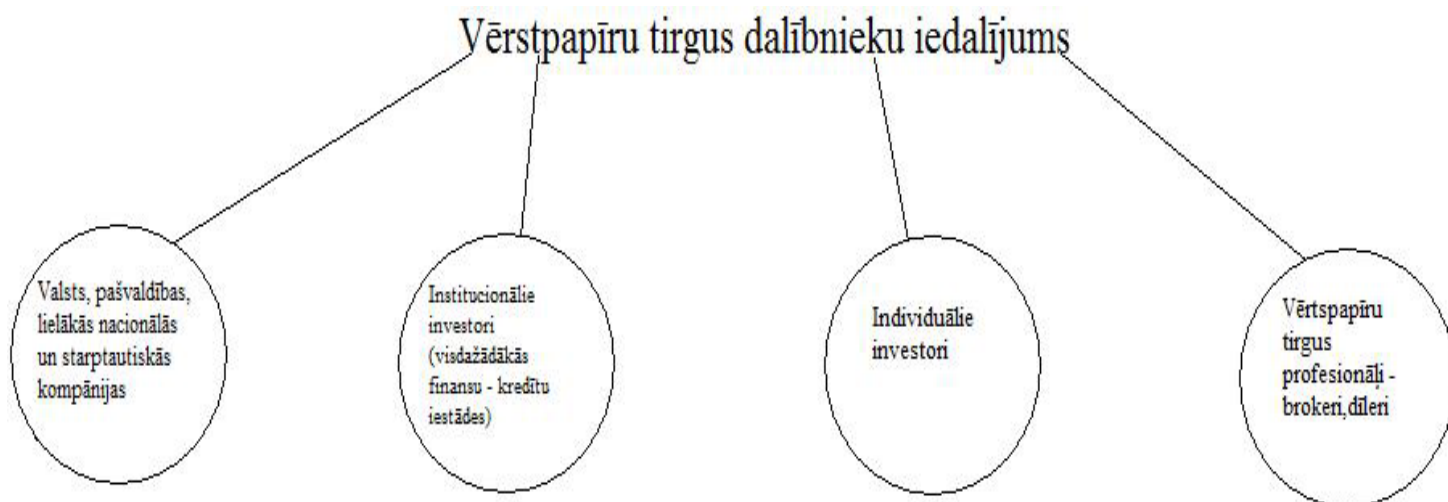 Vērstpapīru tirgus dalībnieku iedalījums
Valsts, pašvaldības,
lielākās nacionālās
un starptautiskās
kompānijas
Institucionālie
investori
(visdažādākās
finansu - kredītu
iestādes)
Individuālie
investori
Vērtspapīru
tirgus
profesionāļi -
brokeri,dīleri